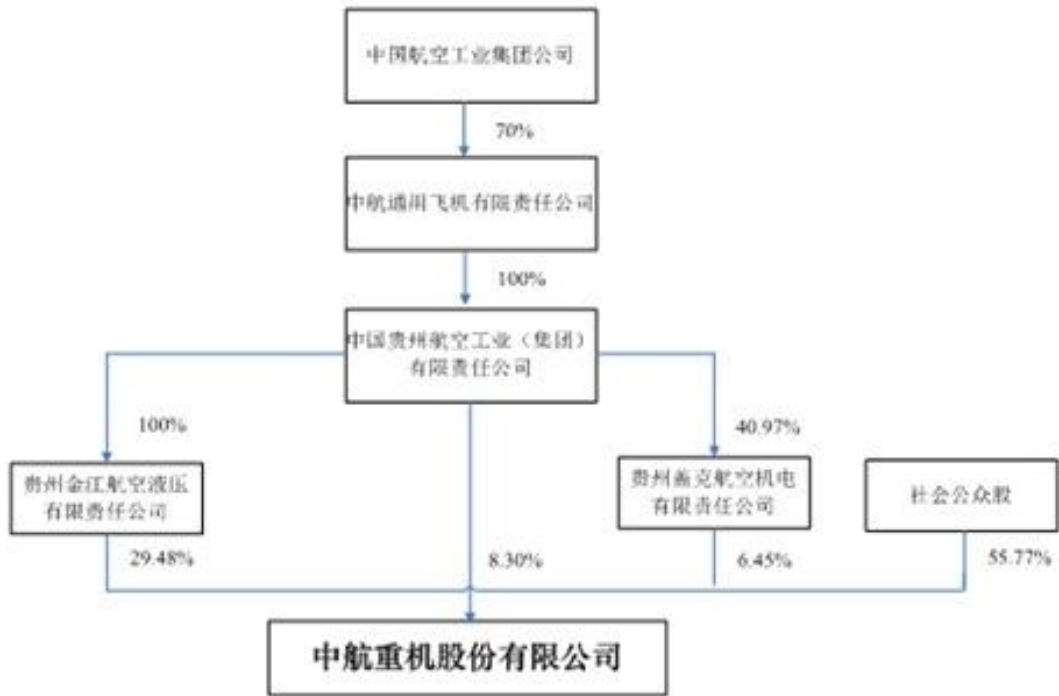 中国航空工业集团公司
70%
中航通用飞机有限责任公司
100%
中国贵州航空工业（集团）
有限责任公司
100%
40.97%
贵州金江航空液压
有限责任公司
贵州盖克航空机电
有限责任公司
社会公众股
29.48%
8.30%
6.45%
55.77%
中航重机股份有限公司